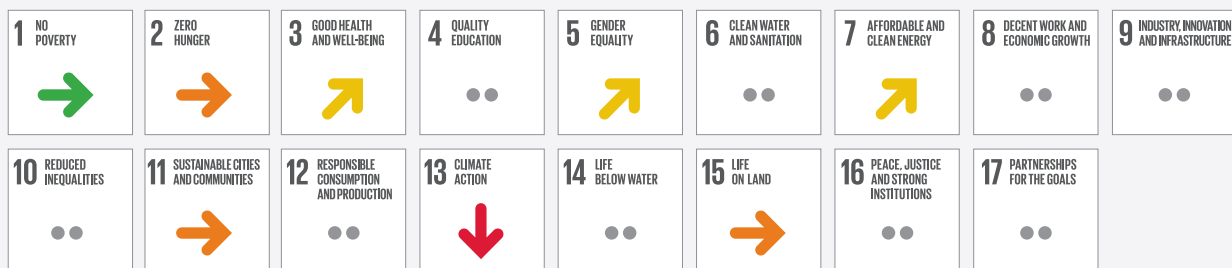 1 NO
POVERTY
2 ZERO
HUNGER
3 GOOD HEALTH
AND WELL-BEING
4 QUALITY
EDUCATION
5 GENDER
EQUALITY
6 CLEAN WATER
AND SANITATION
7 AFFORDABLE AND
CLEAN ENERGY
8 DECENT WORK AND
ECONOMIC GROWTH
9 INDUSTRY, INNOVATION
AND INFRASTRUCTURE
10 REDUCED
INEQUALITIES
11 SUSTAINABLE CITIES
AND COMMUNITIES
12 RESPONSIBLE
CONSUMPTION
AND PRODUCTION
13 CLIMATE
ACTION
14 LIFE
BELOW WATER
15 LIFE
ON LAND
16 PEACE, JUSTICE
AND STRONG
INSTITUTIONS
17 PARTNERSHIPS
FOR THE GOALS